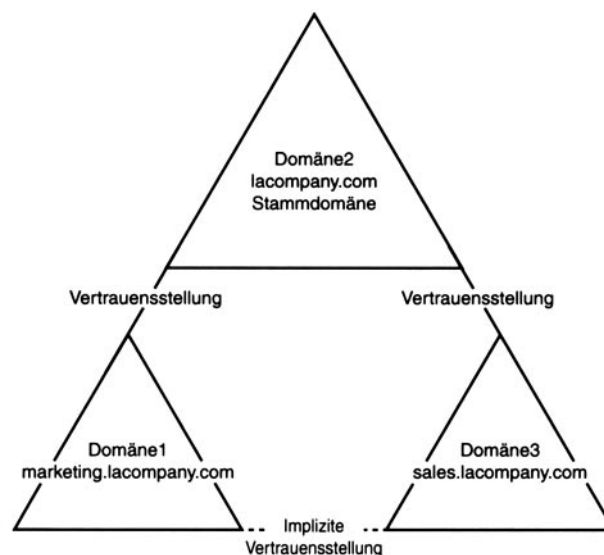 Domäne2
lacompany.com
Stammdomäne
Vertrauensstellung
Vertrauensstellung
Domäne1
marketing.lacompany.com
Domäne3
sales.lacompany.com
Implizite
Vertrauensstellung